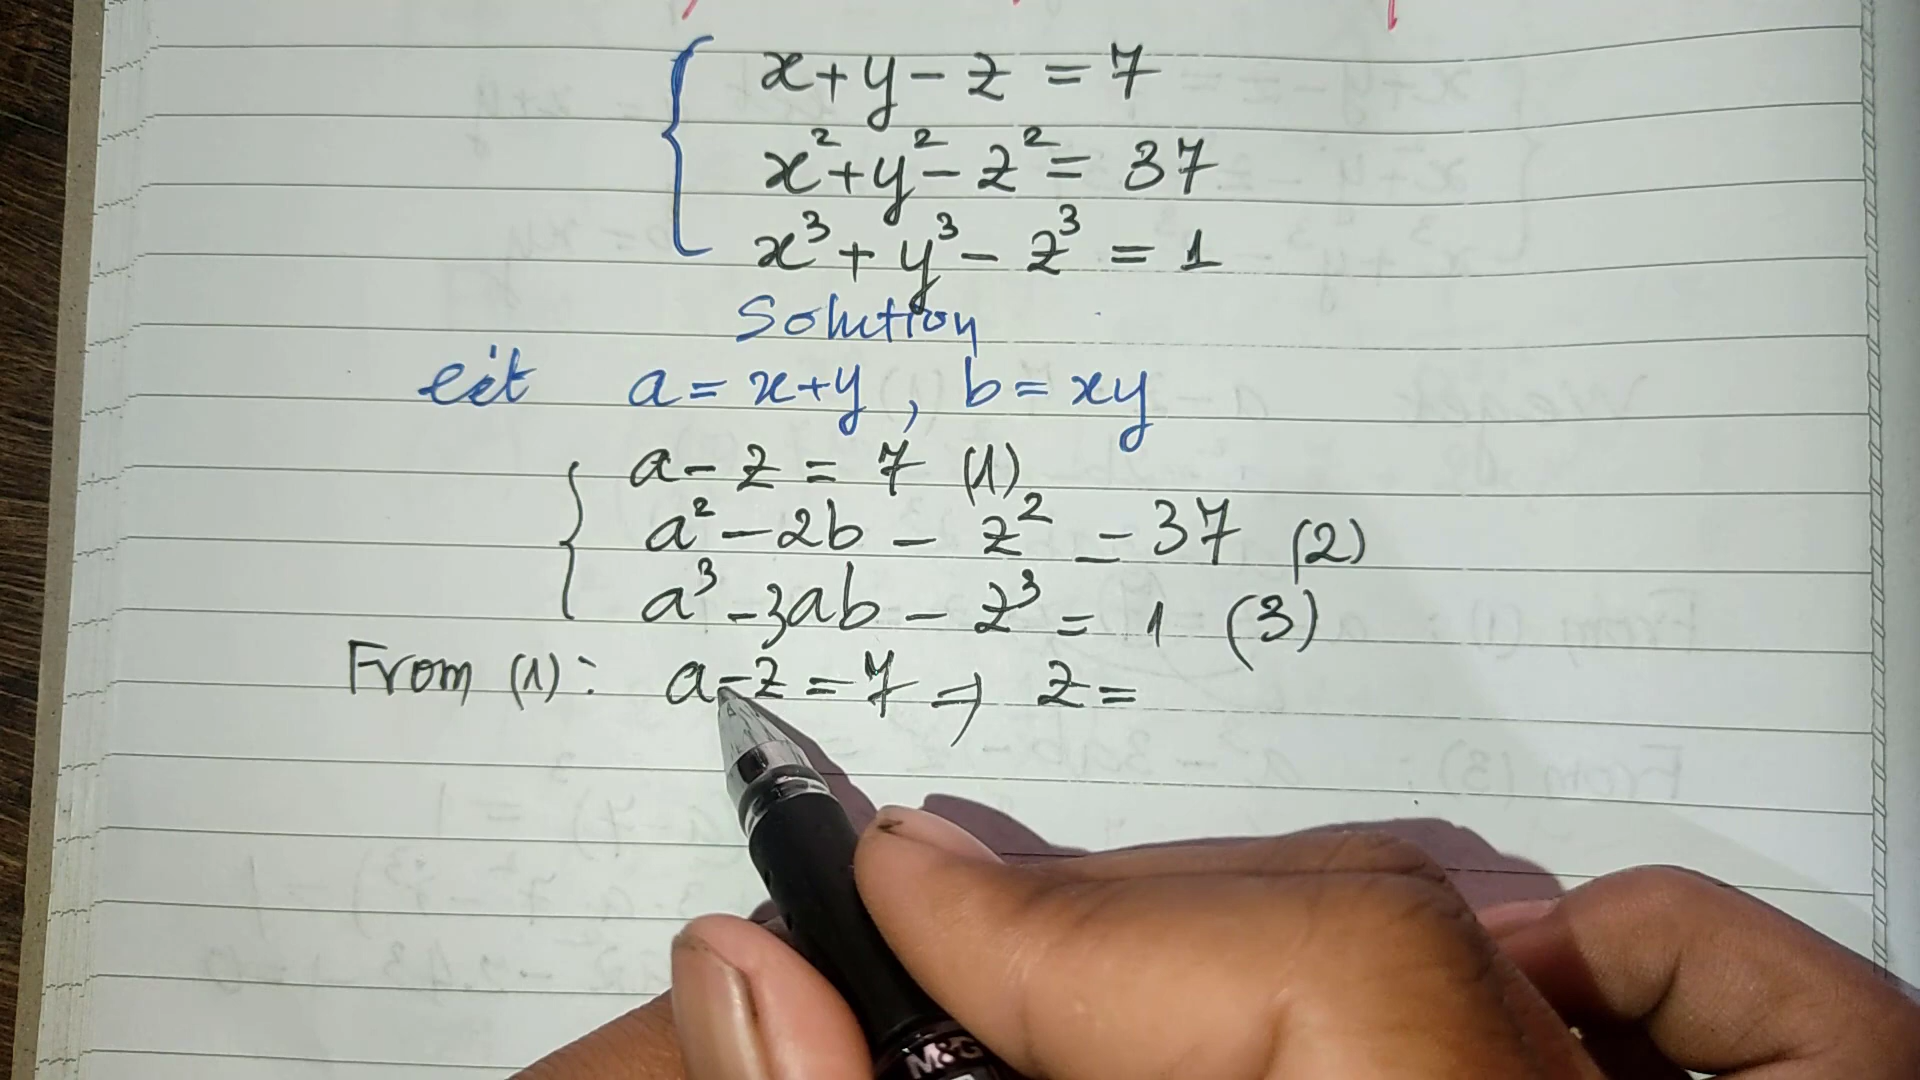 x+y-z=7
x²+y²-z²=37
x³+y³-z³=1
Solution
a=x+y, b=xy
a-z=7 (1)
a²-2b-z²=37 (2)
a³-3ab-z³=1 (3)
From (1): a-z=7 ⇒ z=
M&G